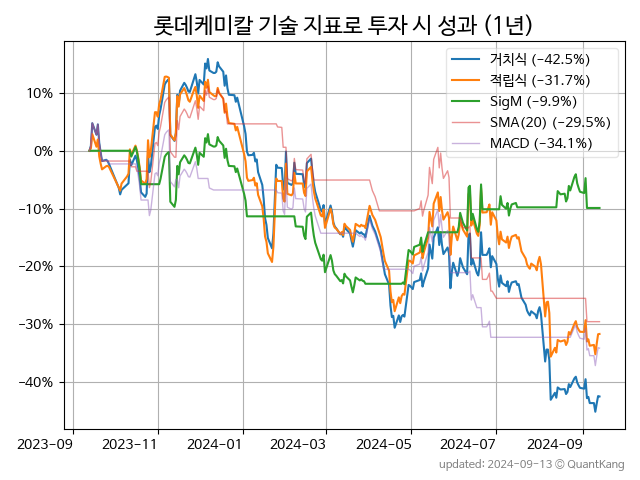 롯데케미칼 기술 지표로 투자 시 성과 (1년)
거치식 (−42.5%)
적립식 (−31.7%)
SigM (−9.9%)
SMA(20) (−29.5%)
MACD (−34.1%)
10%
0%
−10%
−20%
−30%
−40%
2023-09 2023-11 2024-01 2024-03 2024-05 2024-07 2024-09
updated: 2024-09-13 ⓒ QuantKang